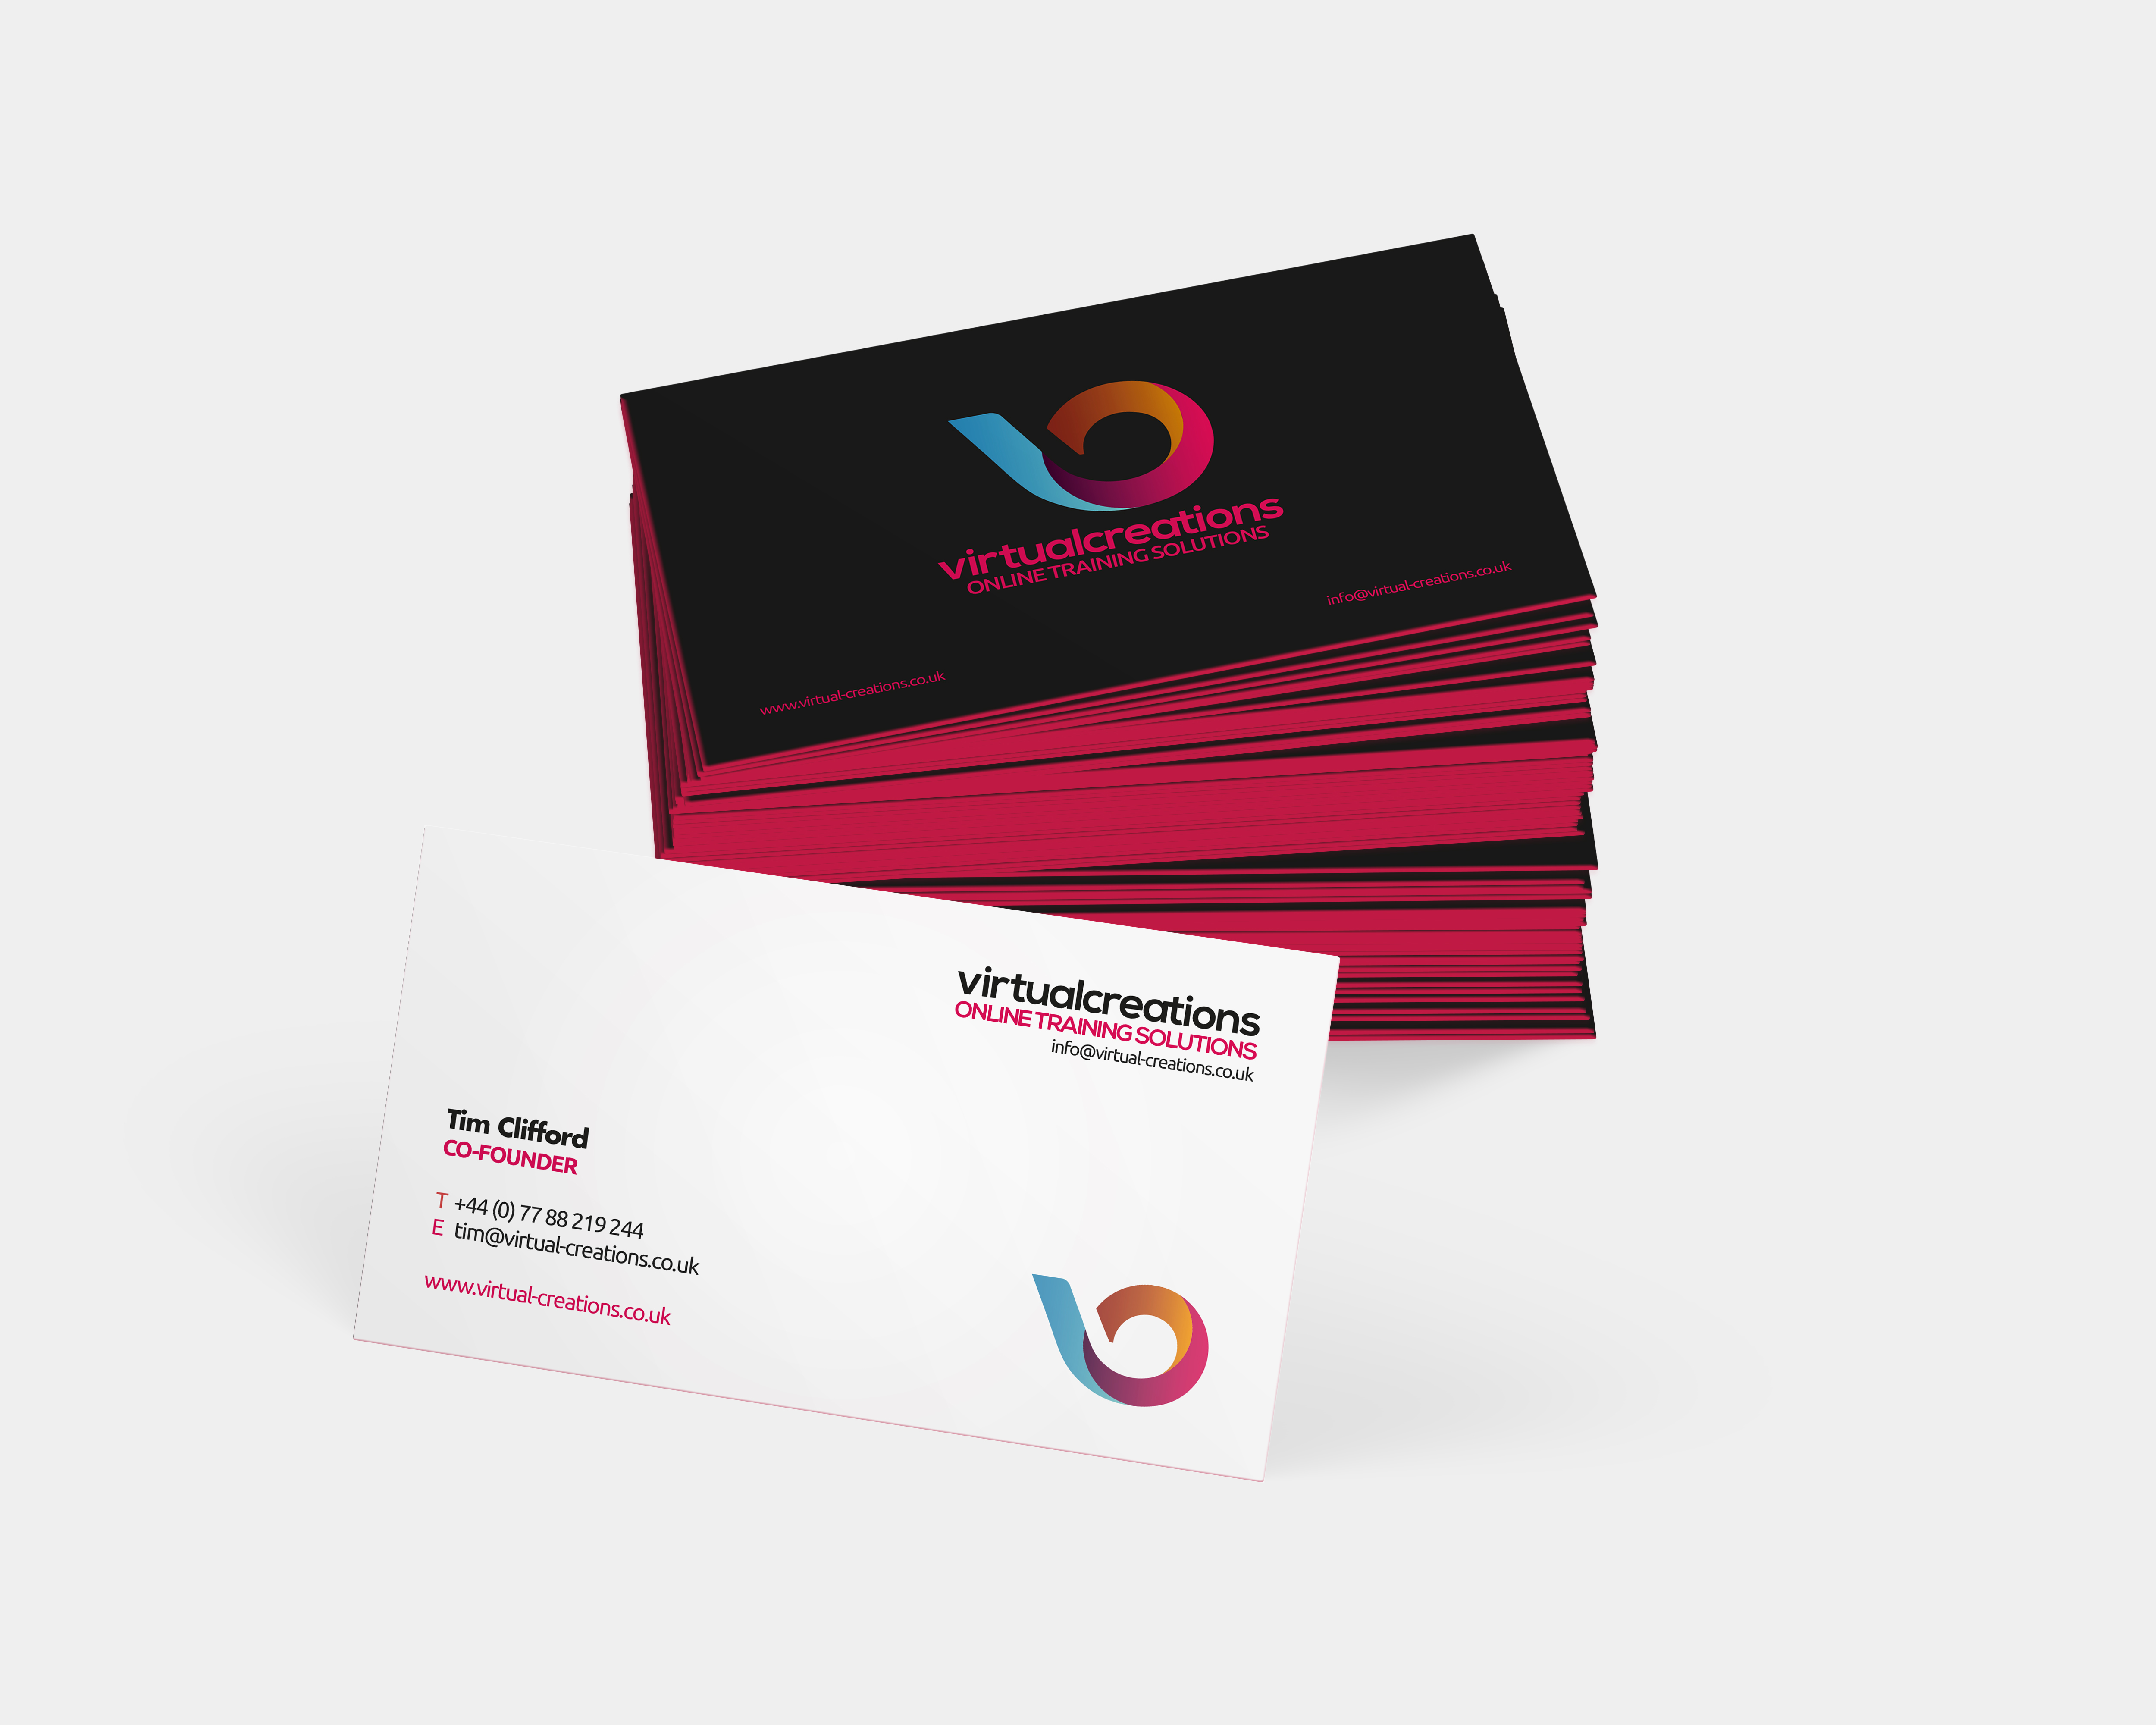 virtualcreations
ONLINE TRAINING SOLUTIONS
info@virtual-creations.co.uk
www.virtual-creations.co.uk
virtualcreations
ONLINE TRAINING SOLUTIONS
info@virtual-creations.co.uk
Tim Clifford
CO-FOUNDER
T +44 (0) 77 88 219 244
E tim@virtual-creations.co.uk
www.virtual-creations.co.uk